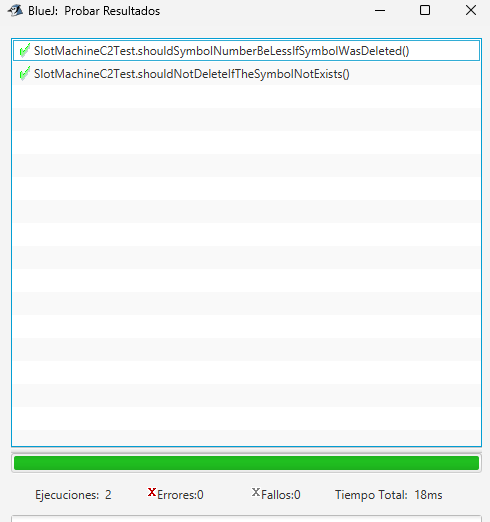 BlueJ: Probar Resultados
SlotMachineC2Test.shouldSymbolNumberBeLessIfSymbolWasDeleted()
SlotMachineC2Test.shouldNotDeleteIfTheSymbolNotExists()
Ejecuciones: 2 Errores:0 Fallos:0 Tiempo Total: 18ms